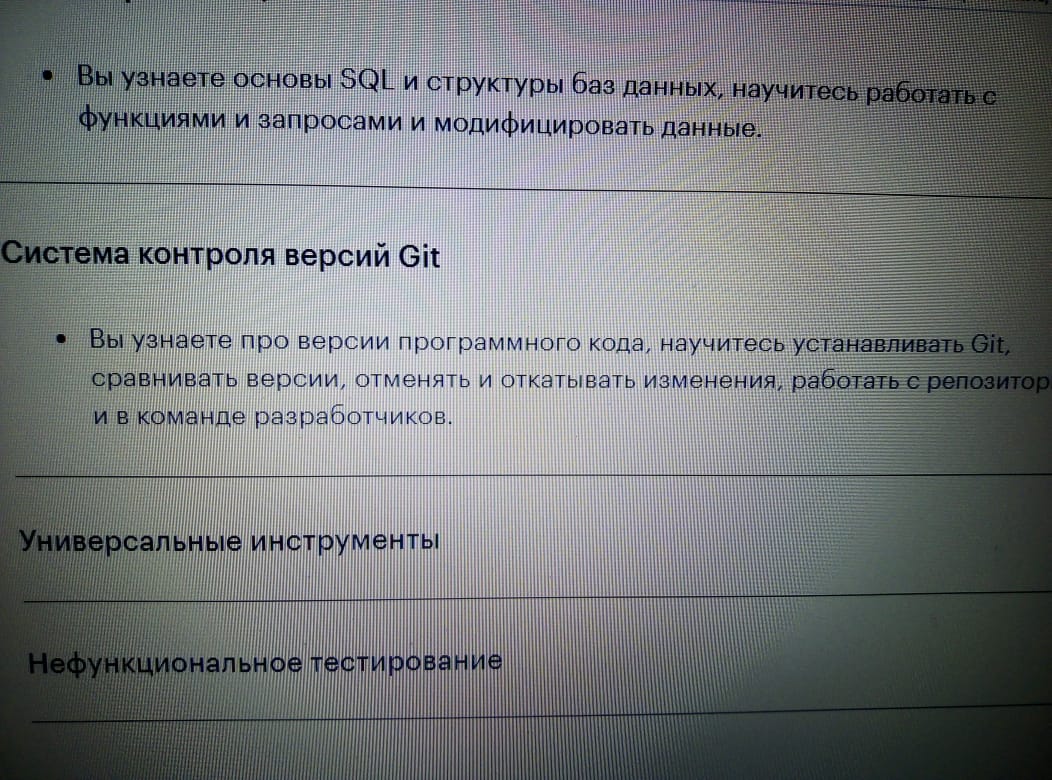 Вы узнаете основы SQL и структуры баз данных, научитесь работать с
функциями и запросами и модифицировать данные.
Система контроля версий Git
Вы узнаете про версии программного кода, научитесь устанавливать Git,
сравнивать версии, отменять и откатывать изменения, работать с репозитор
и в команде разработчиков.
Универсальные инструменты
Нефункциональное тестирование